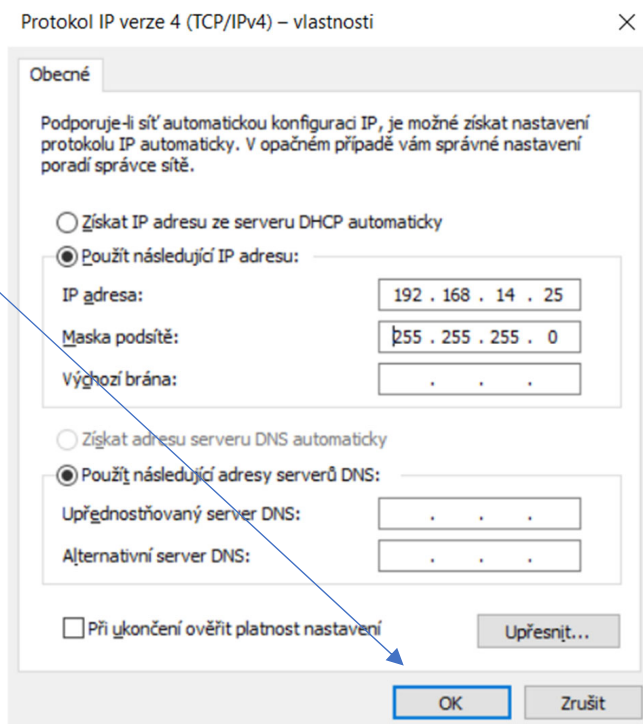 Protokol IP verze 4 (TCP/IPv4) – vlastnosti
Obecné
Podporuje-li síť automatickou konfiguraci IP, je možné získat nastavení
protokolu IP automaticky. V opačném případě vám správné nastavení
poradí správce sítě.
Získat IP adresu ze serveru DHCP automaticky
Použít následující IP adresu:
IP adresa: 192 . 168 . 14 . 25
Maska podsítě: 255 . 255 . 255 . 0
Výchozí brána: . . .
Získat adresu serveru DNS automaticky
Použít následující adresy serverů DNS:
Upřednostňovaný server DNS: . . .
Alternativní server DNS: . . .
Při ukončení ověřit platnost nastavení
Upřesnit...
OK Zrušit